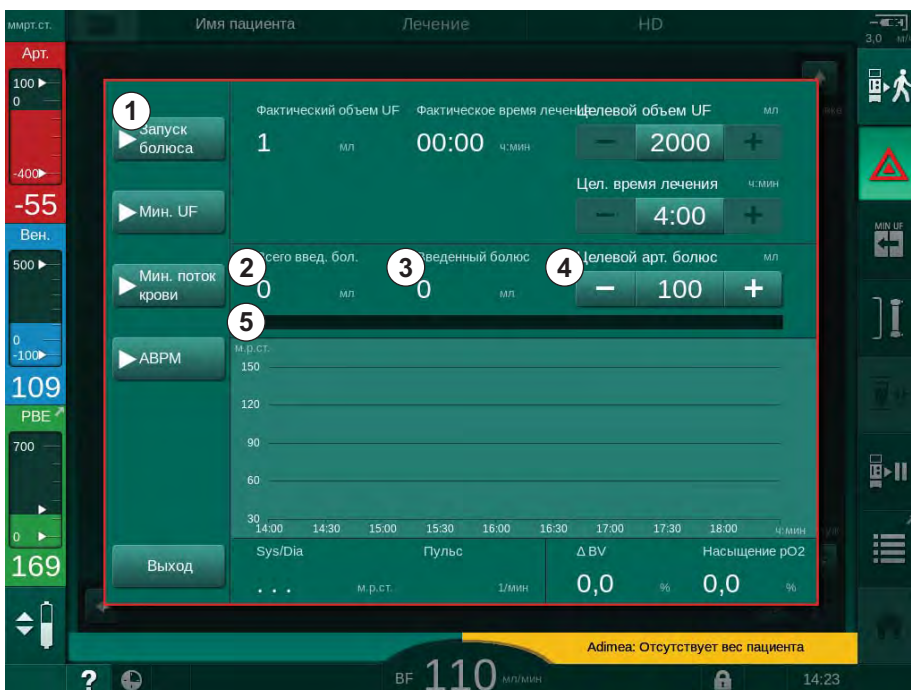 ммрт.ст.
Имя пациента
Лечение
HD
3,0
Арт.
100
0
-400
-55
Вен.
500
0
-100
109
PBE
700
0
169
1
Запуск
болюса
Мин. UF
Мин. поток
крови
ABPM
Выход
Фактический объем UF
1 мл
Фактическое время лечения
00:00 ч:мин
Целевой объем UF мл
− 2000 +
Цел. время лечения ч:мин
− 4:00 +
2
Всего введ. бол.
0 мл
3
Введенный болюс
0 мл
4
Целевой арт. болюс мл
− 100 +
5
м.р.ст.
150
120
90
60
30
14:00 14:30 15:00 15:30 16:00 16:30 17:00 17:30 18:00 ч:мин
Sys/Dia
. . . м.р.ст.
Пульс
1/мин
Δ BV
0,0 %
Насыщение pO2
0,0 %
MIN UF
Adimea: Отсутствует вес пациента
?
BF 110 мл/мин
14:23